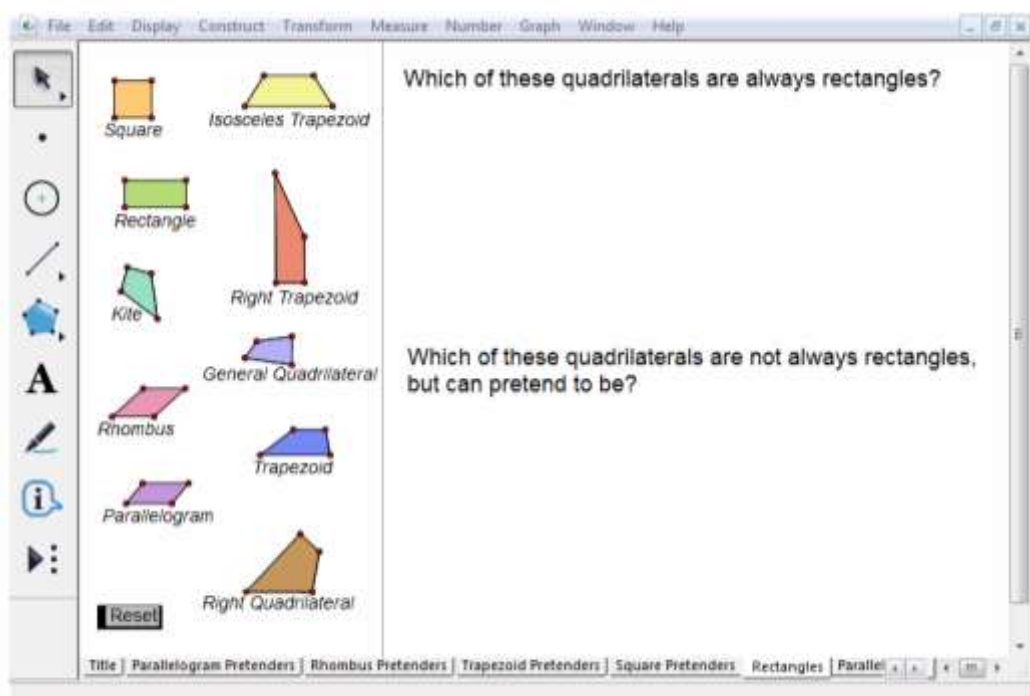 File Edit Display Construct Transform Measure Number Graph Window Help
Square
Isosceles Trapezoid
Rectangle
Right Trapezoid
Kite
General Quadrilateral
Rhombus
Trapezoid
Parallelogram
Right Quadrilateral
Reset
Which of these quadrilaterals are always rectangles?
Which of these quadrilaterals are not always rectangles,
but can pretend to be?
A
i
Title Parallelogram Pretenders Rhombus Pretenders Trapezoid Pretenders Square Pretenders Rectangles Parallel